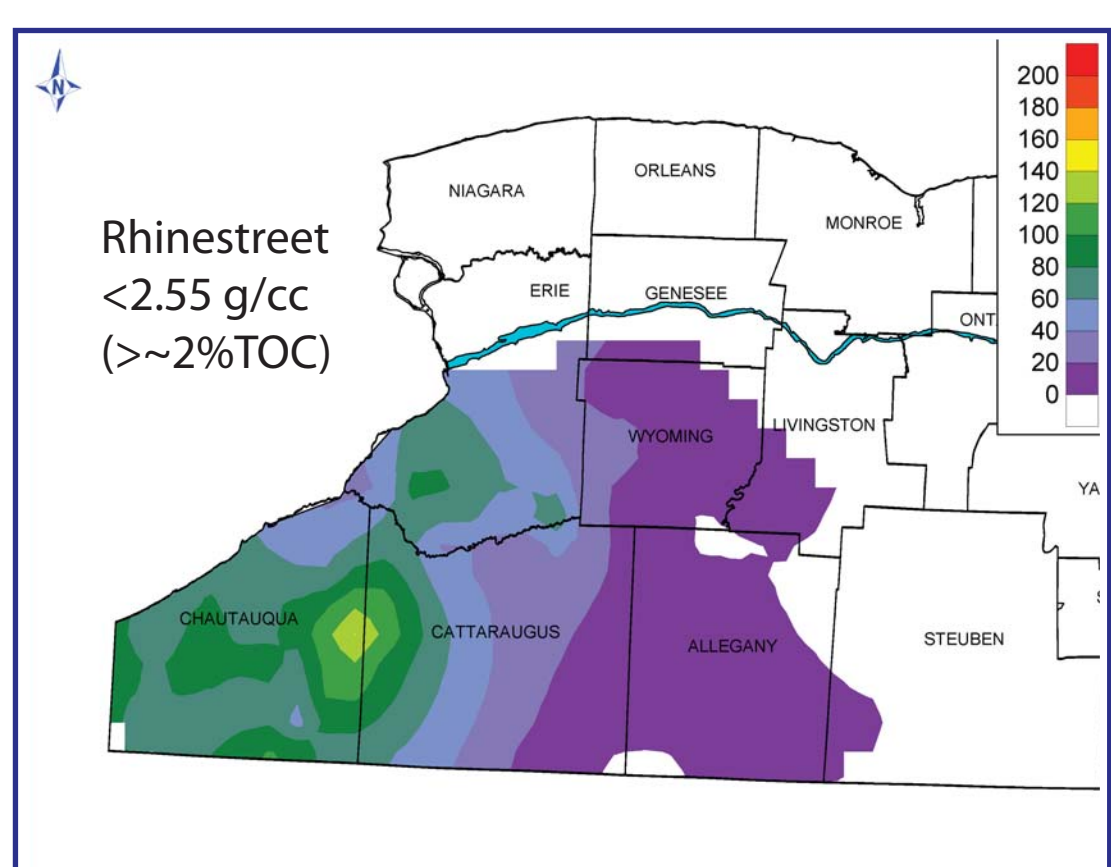 N
Rhinestreet
<2.55 g/cc
(>~2%TOC)
NIAGARA
ORLEANS
MONROE
ERIE
GENESEE
ONT
WYOMING
LIVINGSTON
YA
CHAUTAUQUA
CATTARAUGUS
ALLEGANY
STEUBEN
200
180
160
140
120
100
80
60
40
20
0